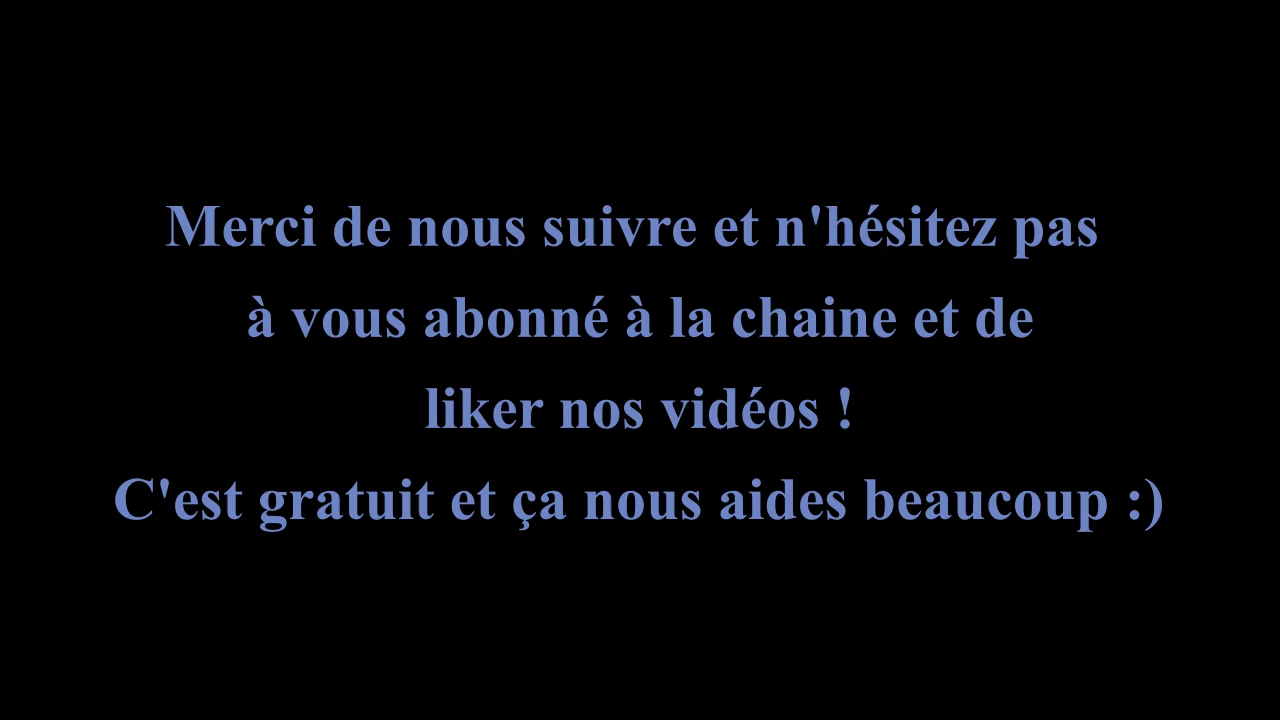 Merci de nous suivre et n'hésitez pas
à vous abonné à la chaine et de
liker nos vidéos !
C'est gratuit et ça nous aides beaucoup :)